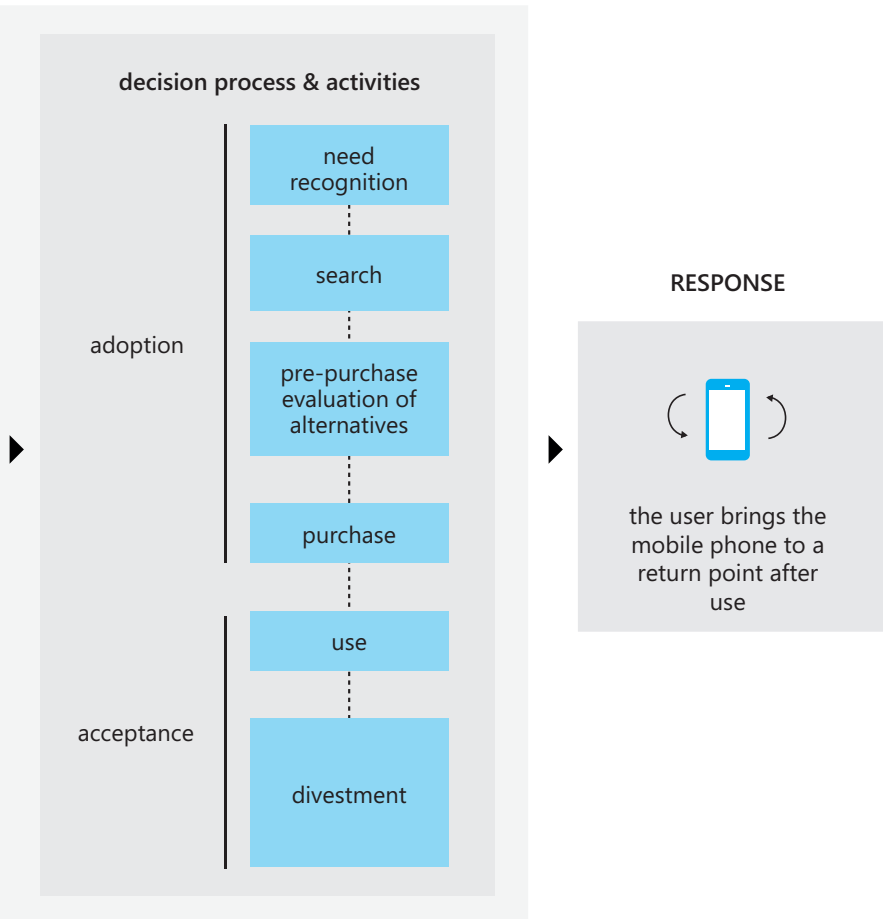 decision process & activities
need
recognition
search
adoption
pre-purchase
evaluation of
alternatives
purchase
use
acceptance
divestment
RESPONSE
the user brings the
mobile phone to a
return point after
use